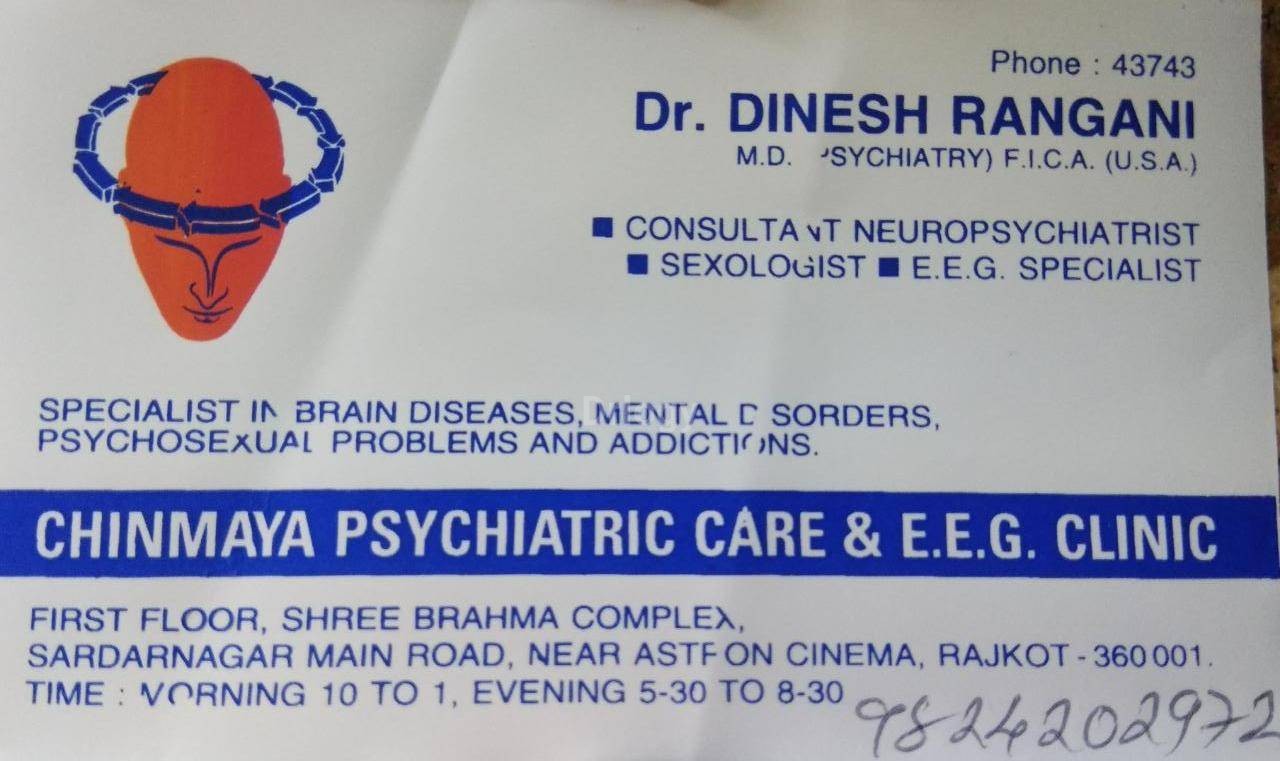 Phone : 43743
Dr. DINESH RANGANI
M.D. PSYCHIATRY) F.I.C.A. (U.S.A.)
■ CONSULTANT NEUROPSYCHIATRIST
■ SEXOLOGIST ■ E.E.G. SPECIALIST
SPECIALIST IN BRAIN DISEASES, MENTAL DISORDERS,
PSYCHOSEXUAL PROBLEMS AND ADDICTIONS.
CHINMAYA PSYCHIATRIC CARE & E.E.G. CLINIC
FIRST FLOOR, SHREE BRAHMA COMPLEX,
SARDARNAGAR MAIN ROAD, NEAR ASTRON CINEMA, RAJKOT - 360 001.
TIME : MORNING 10 TO 1, EVENING 5-30 TO 8-30
9824202972